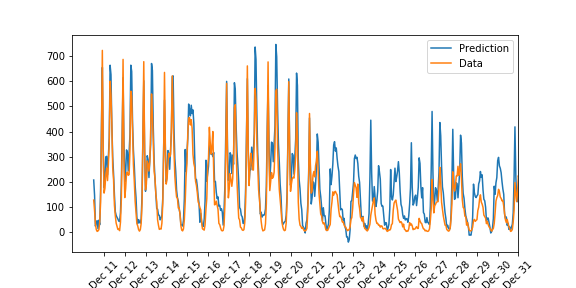 700
600
500
400
300
200
100
0
Prediction
Data
Dec 11
Dec 12
Dec 13
Dec 14
Dec 15
Dec 16
Dec 17
Dec 18
Dec 19
Dec 20
Dec 21
Dec 22
Dec 23
Dec 24
Dec 25
Dec 26
Dec 27
Dec 28
Dec 29
Dec 30
Dec 31